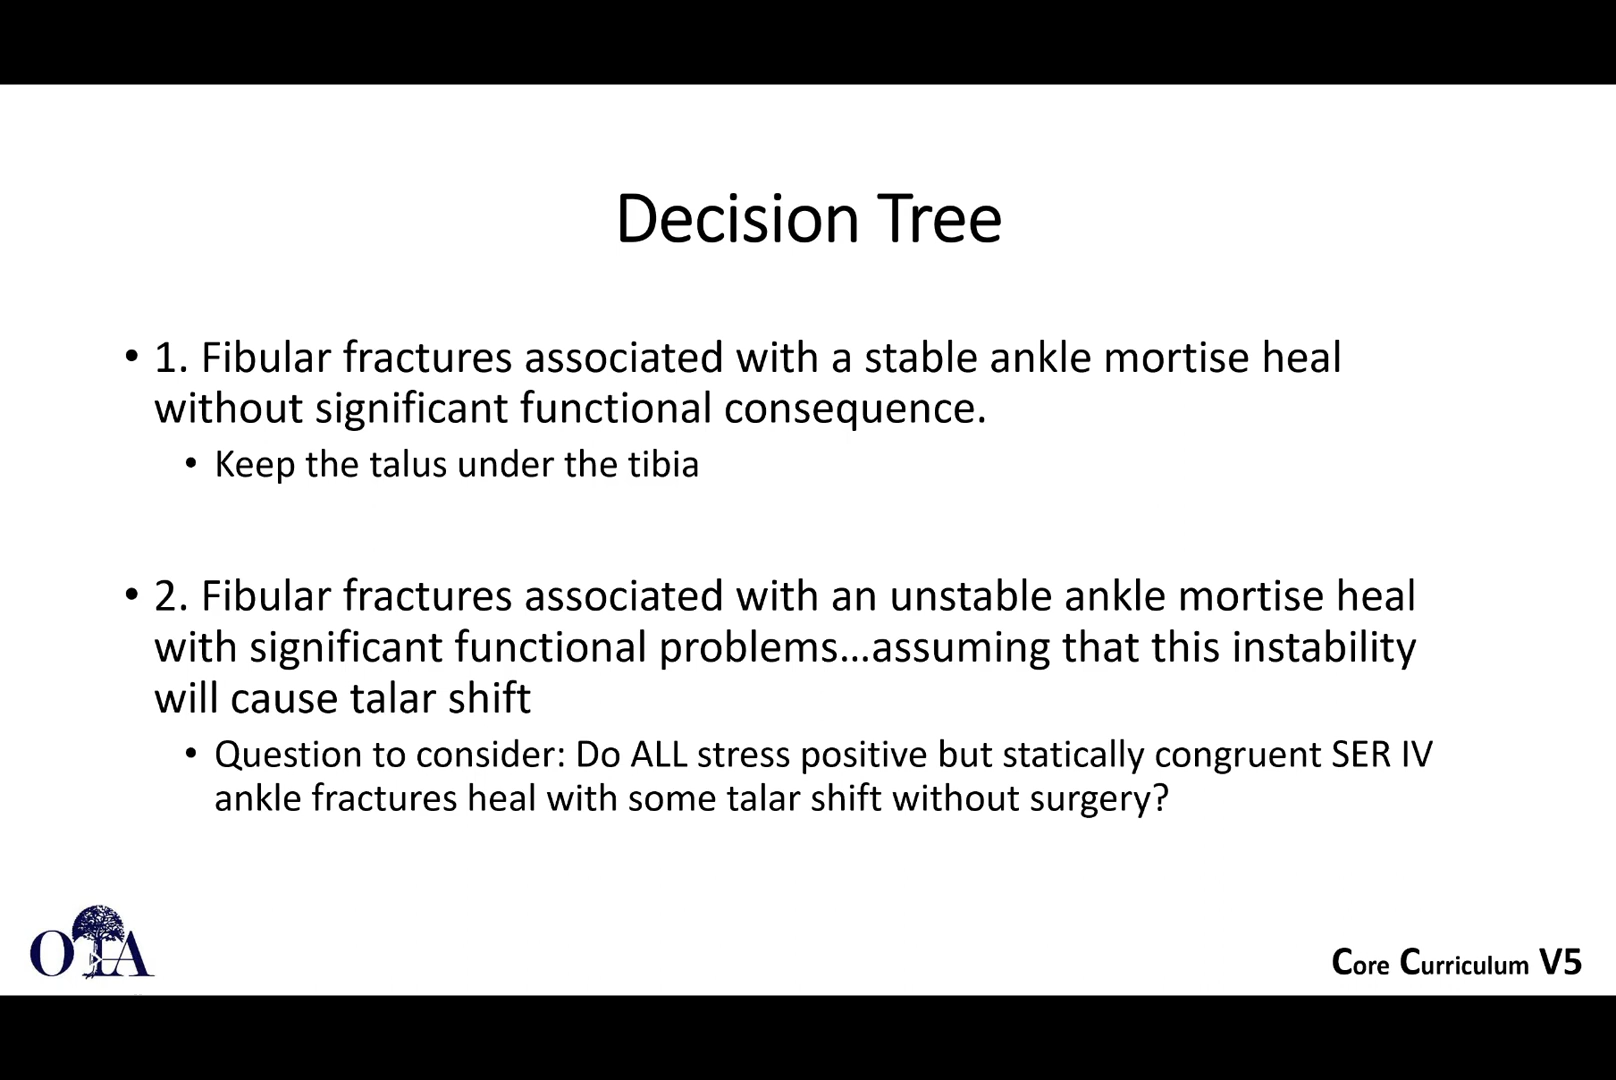 Decision Tree
• 1. Fibular fractures associated with a stable ankle mortise heal
without significant functional consequence.
• Keep the talus under the tibia
• 2. Fibular fractures associated with an unstable ankle mortise heal
with significant functional problems...assuming that this instability
will cause talar shift
• Question to consider: Do ALL stress positive but statically congruent SER IV
ankle fractures heal with some talar shift without surgery?
OTA
Core Curriculum V5